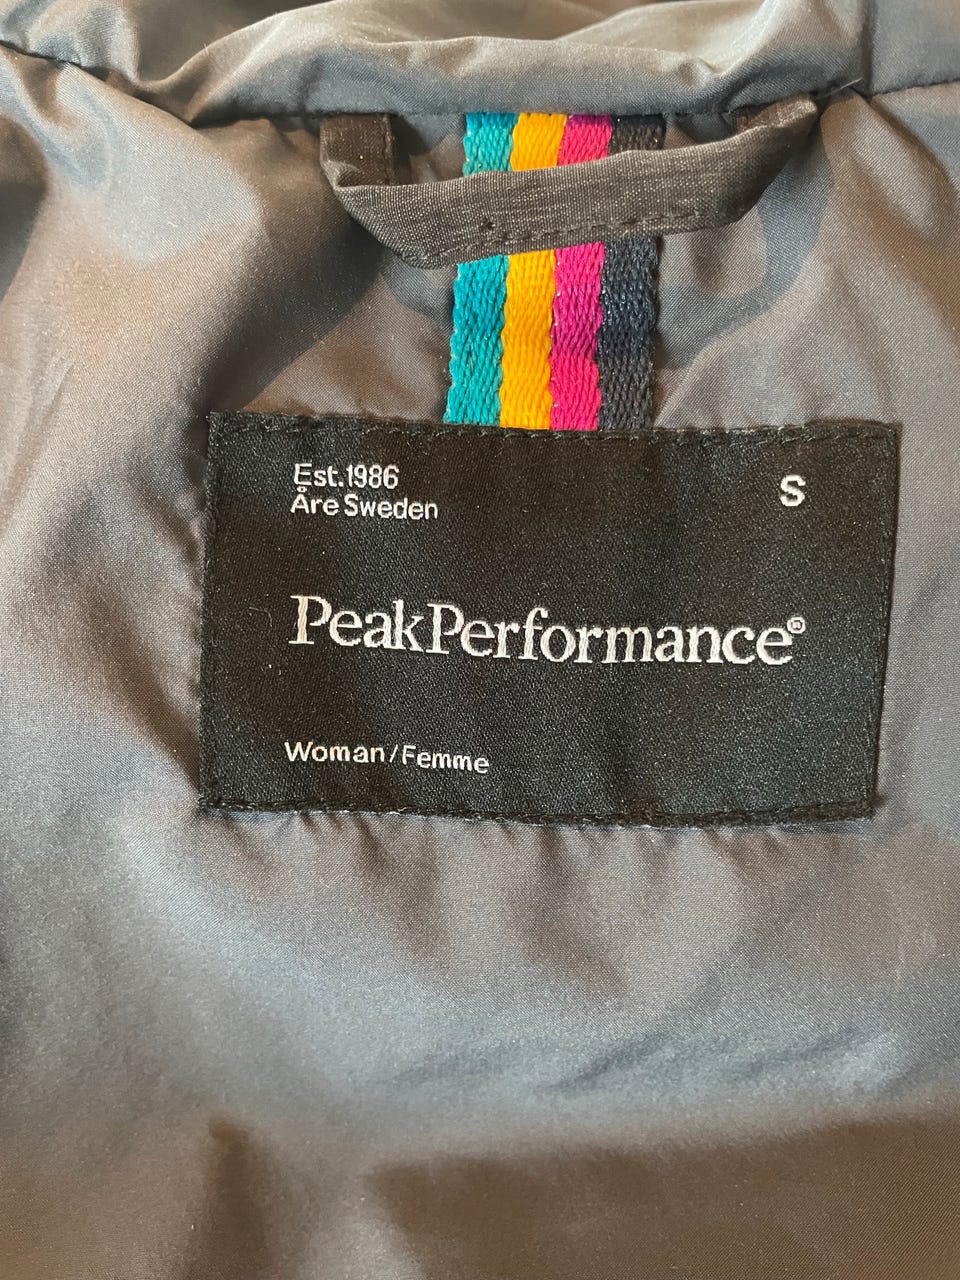 Est.1986
Åre Sweden
S
PeakPerformance®
Woman/Femme